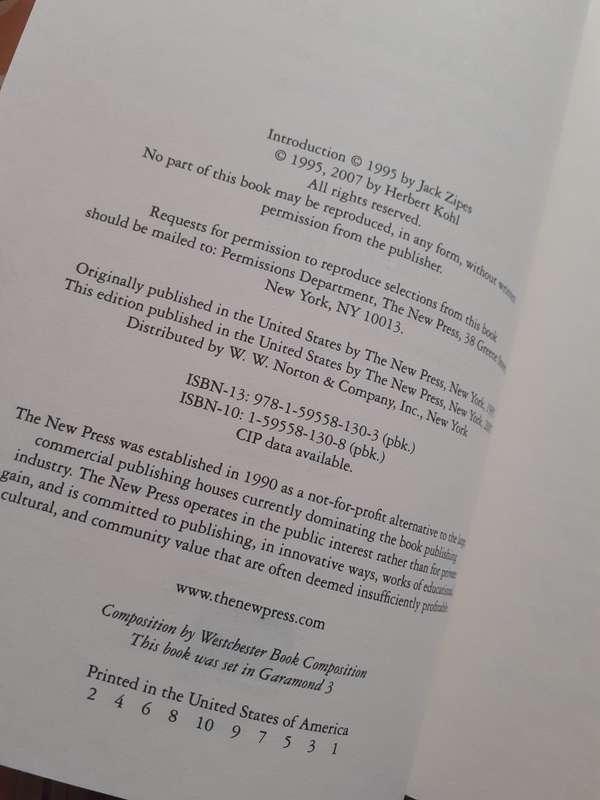 Introduction © 1995 by Jack Zipes
© 1995, 2007 by Herbert Kohl
All rights reserved.
No part of this book may be reproduced, in any form, without written
permission from the publisher.
Requests for permission to reproduce selections from this book
should be mailed to: Permissions Department, The New Press, 38 Greene Street,
New York, NY 10013.
Originally published in the United States by The New Press, New York, 1995
This edition published in the United States by The New Press, New York, 2007
Distributed by W. W. Norton & Company, Inc., New York
ISBN-13: 978-1-59558-130-3 (pbk.)
ISBN-10: 1-59558-130-8 (pbk.)
CIP data available.
The New Press was established in 1990 as a not-for-profit alternative to the large,
commercial publishing houses currently dominating the book publishing
industry. The New Press operates in the public interest rather than for private
gain, and is committed to publishing, in innovative ways, works of educational,
cultural, and community value that are often deemed insufficiently profitable.
www.thenewpress.com
Composition by Westchester Book Composition
This book was set in Garamond 3
Printed in the United States of America
2 4 6 8 10 9 7 5 3 1